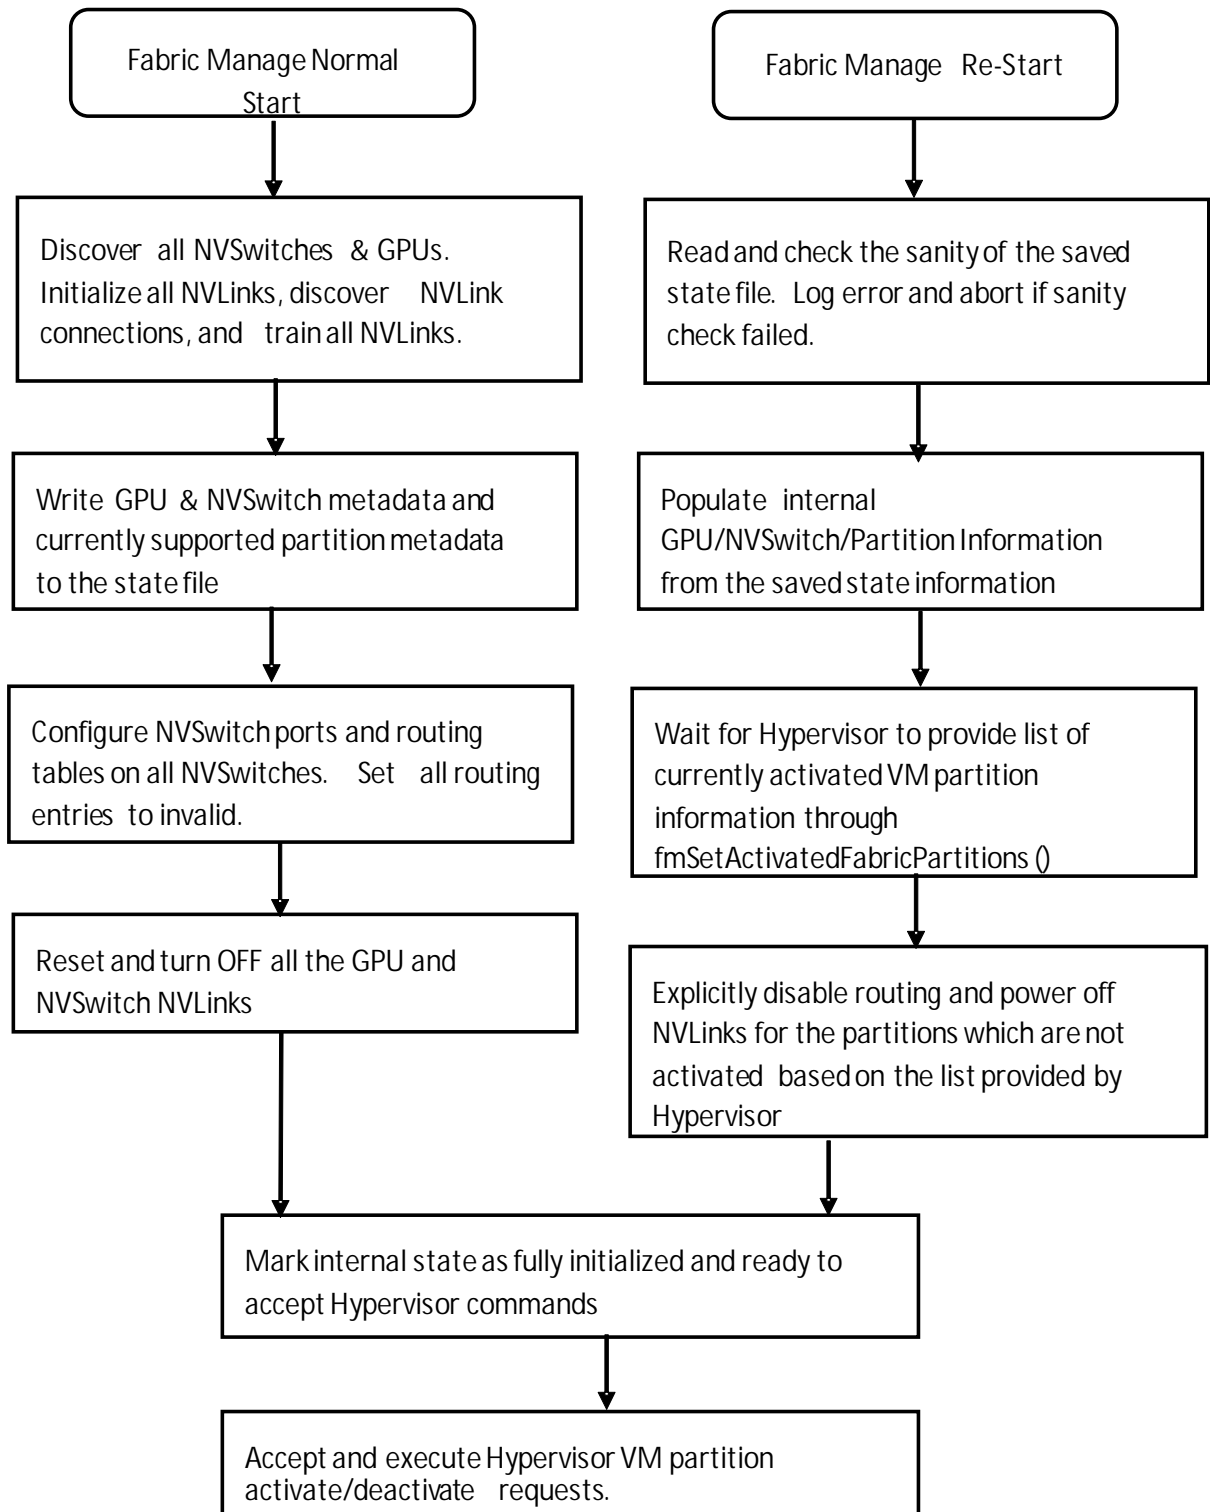 Fabric Manage Normal
Start
Discover all NVSwitches & GPUs.
Initialize all NVLinks, discover NVLink
connections, and train all NVLinks.
Write GPU & NVSwitch metadata and
currently supported partition metadata
to the state file
Configure NVSwitch ports and routing
tables on all NVSwitches. Set all routing
entries to invalid.
Reset and turn OFF all the GPU and
NVSwitch NVLinks
Fabric Manage Re-Start
Read and check the sanity of the saved
state file. Log error and abort if sanity
check failed.
Populate internal
GPU/NVSwitch/Partition Information
from the saved state information
Wait for Hypervisor to provide list of
currently activated VM partition
information through
fmSetActivatedFabricPartitions ()
Explicitly disable routing and power off
NVLinks for the partitions which are not
activated based on the list provided by
Hypervisor
Mark internal state as fully initialized and ready to
accept Hypervisor commands
Accept and execute Hypervisor VM partition
activate/deactivate requests.